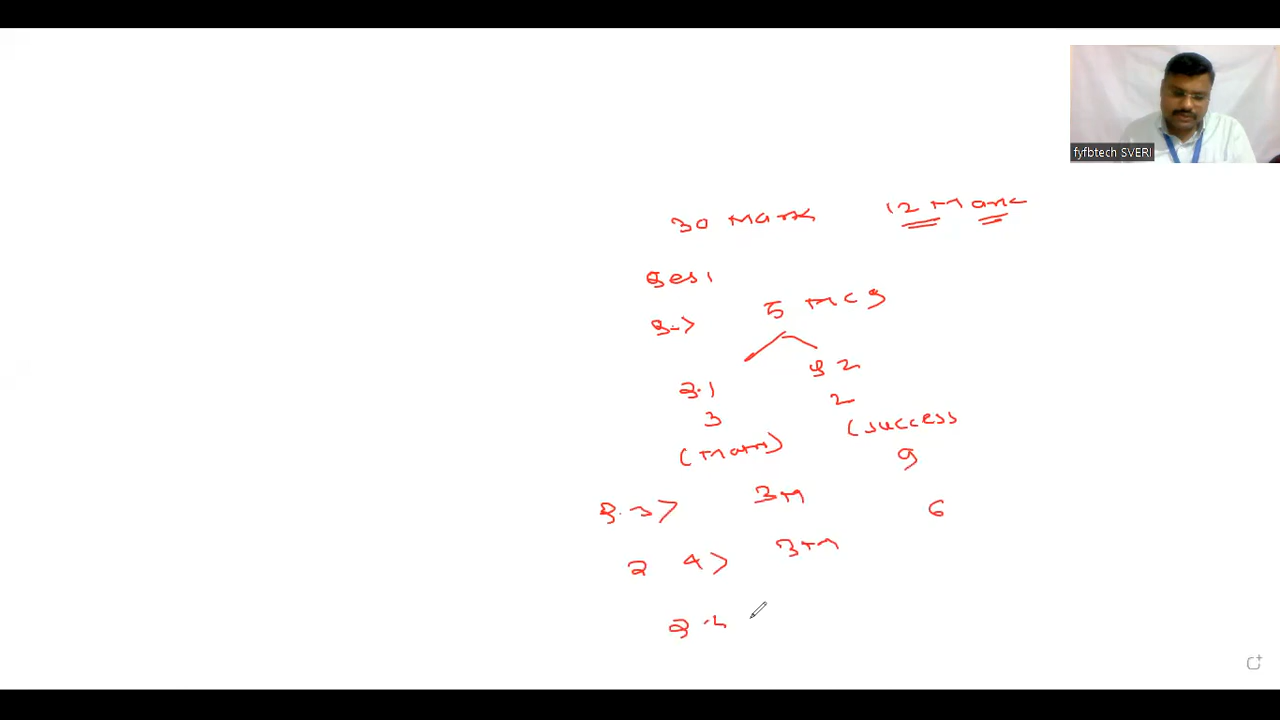 fyfbtech SVERI
30 Mark 12 Mark
Qes 1
5 MCQ
Q.1 Q 2
3 2
(success
9
Q.3> 3M 6
2 4> 3M